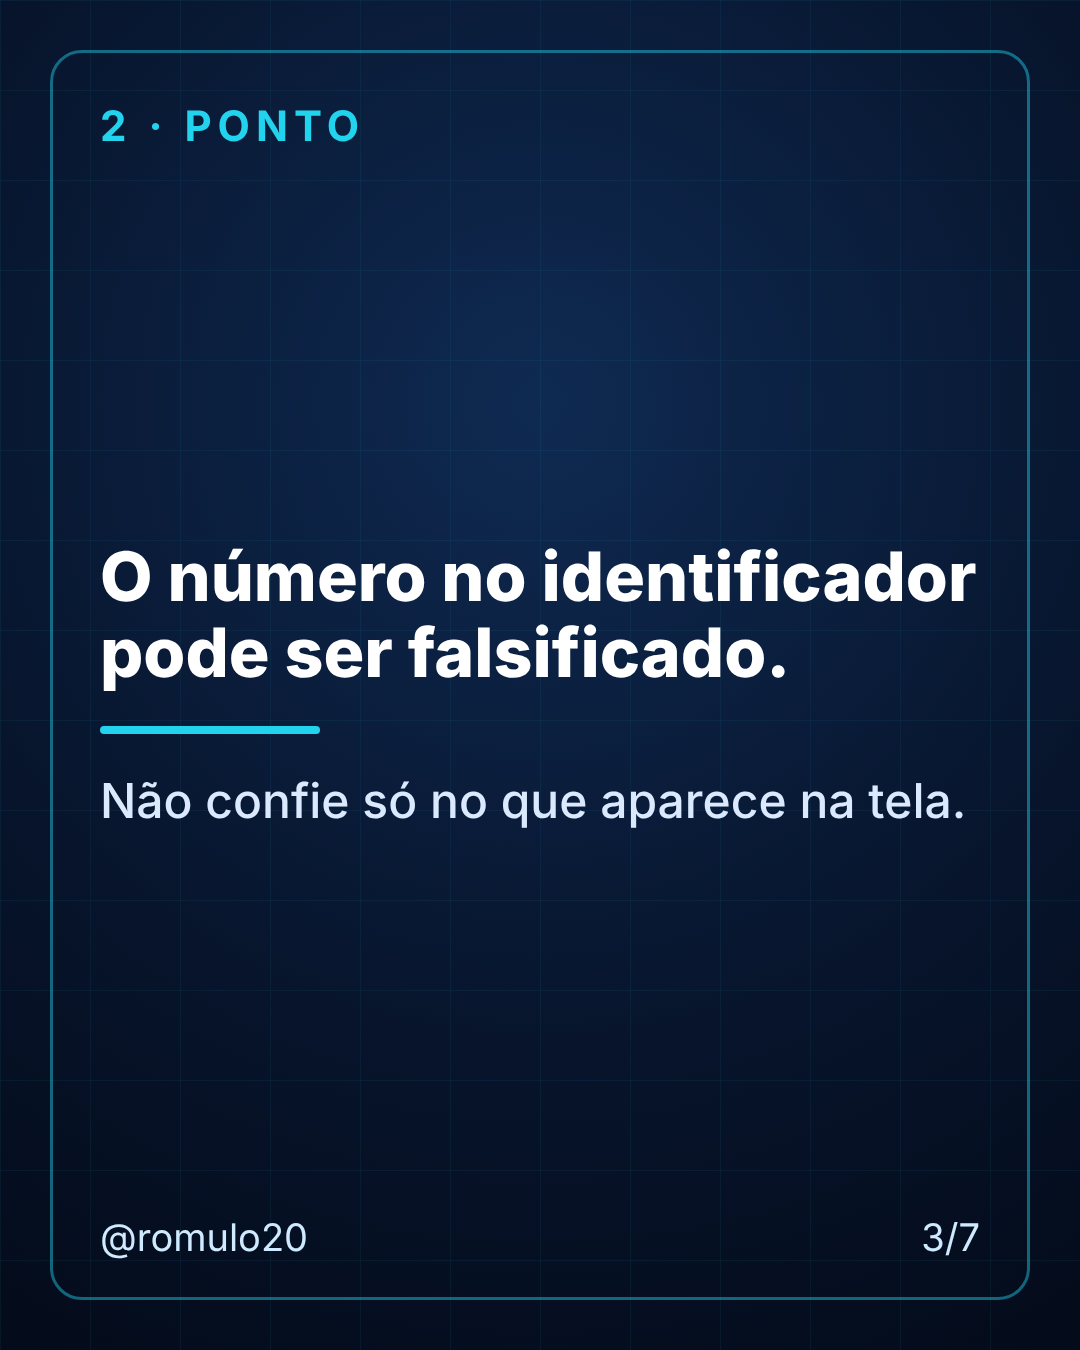 2 · PONTO
O número no identificador
pode ser falsificado.
Não confie só no que aparece na tela.
@romulo20
3/7